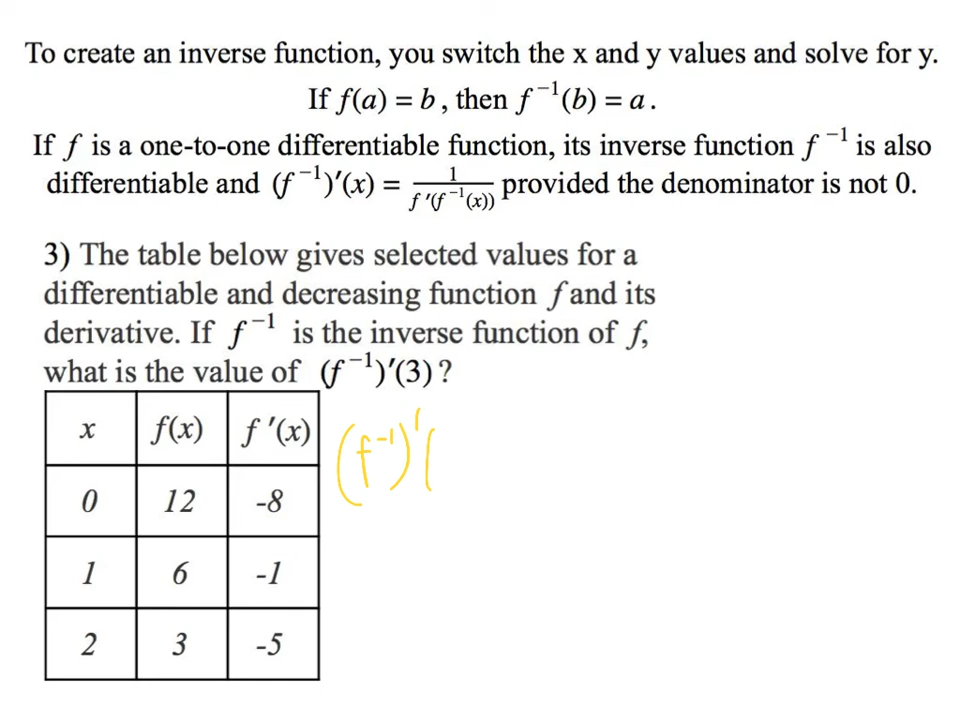 To create an inverse function, you switch the x and y values and solve for y.
If f(a) = b, then f⁻¹(b) = a.
If f is a one-to-one differentiable function, its inverse function f⁻¹ is also
differentiable and (f⁻¹)′(x) = 1/f′(f⁻¹(x)) provided the denominator is not 0.
3) The table below gives selected values for a
differentiable and decreasing function f and its
derivative. If f⁻¹ is the inverse function of f,
what is the value of (f⁻¹)′(3)?
x f(x) f′(x) (f⁻¹)′(
0 12 -8
1 6 -1
2 3 -5